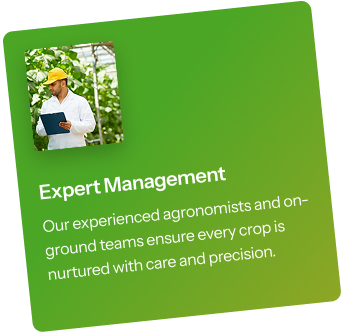 Expert Management
Our experienced agronomists and on-
ground teams ensure every crop is
nurtured with care and precision.